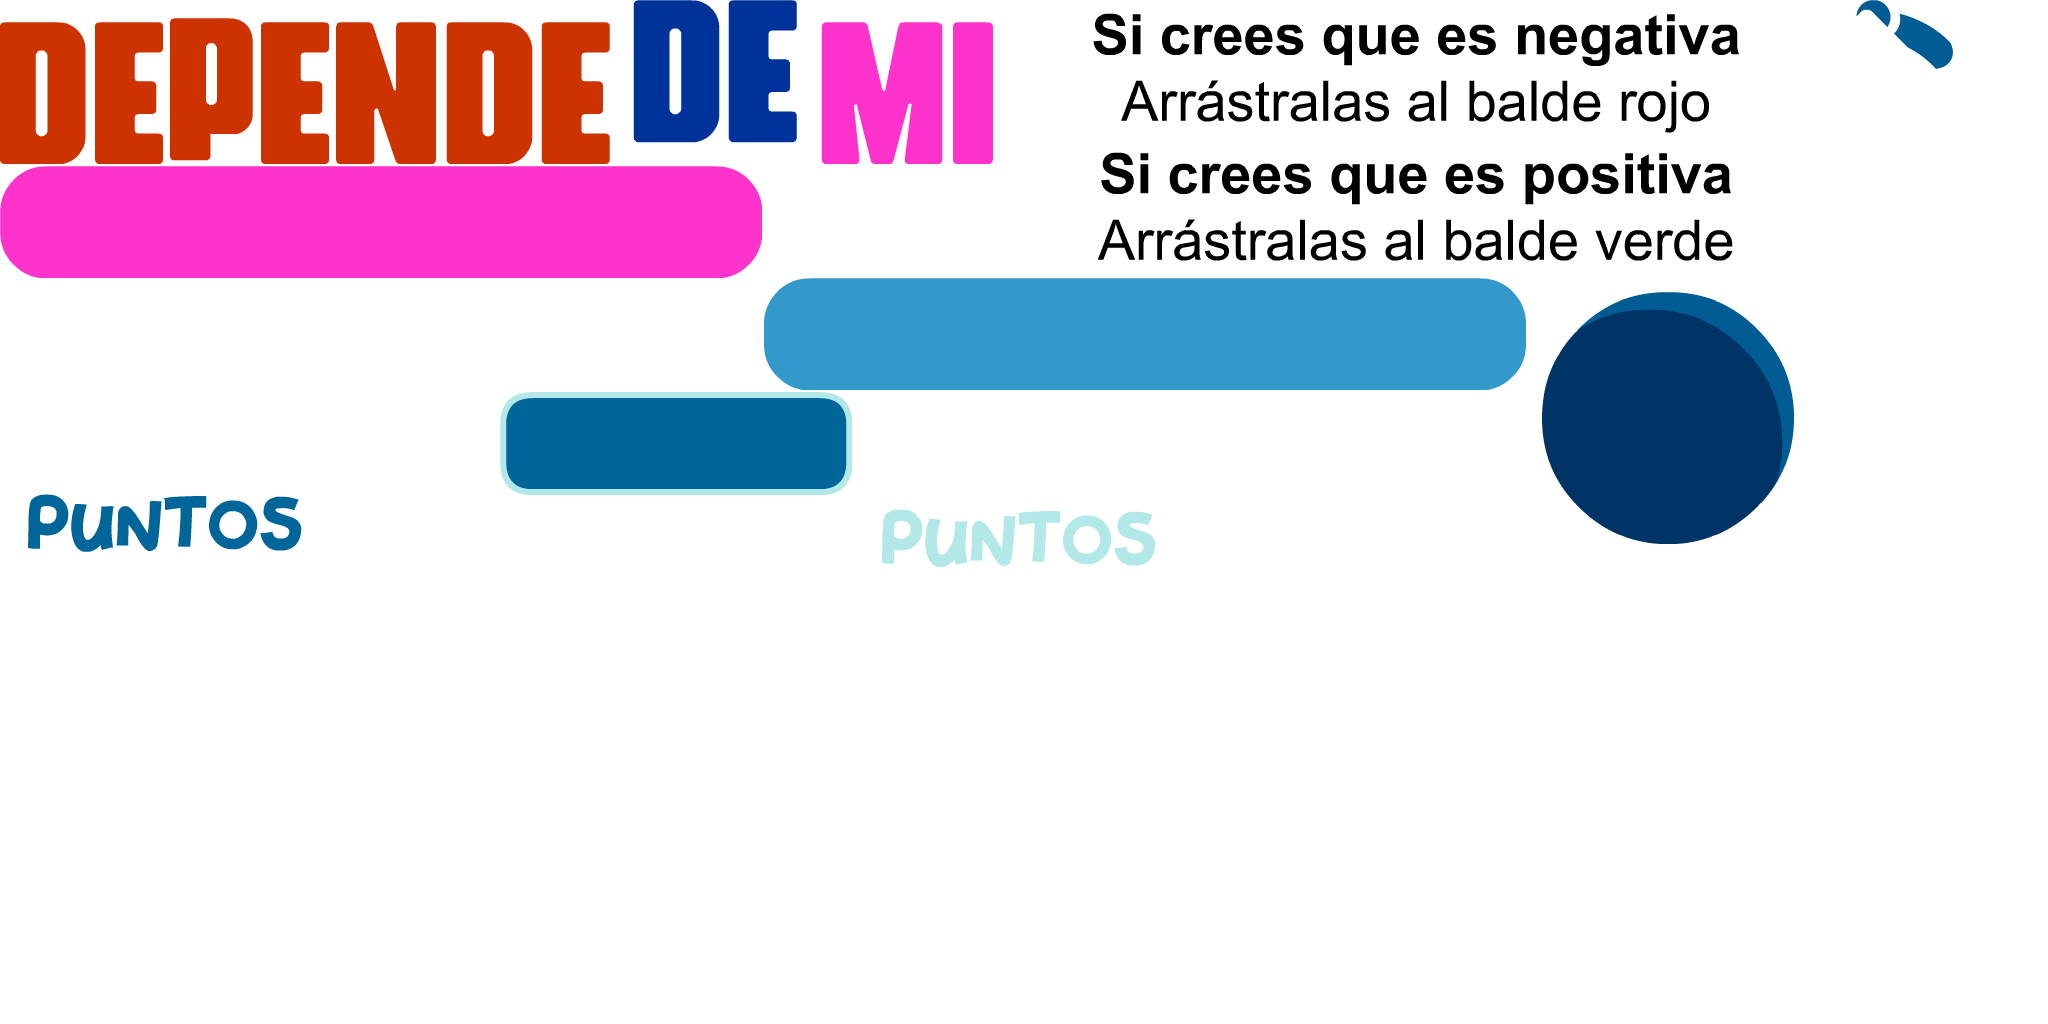 DEPENDE DE MI
Si crees que es negativa
Arrástralas al balde rojo
Si crees que es positiva
Arrástralas al balde verde
PUNTOS
PUNTOS